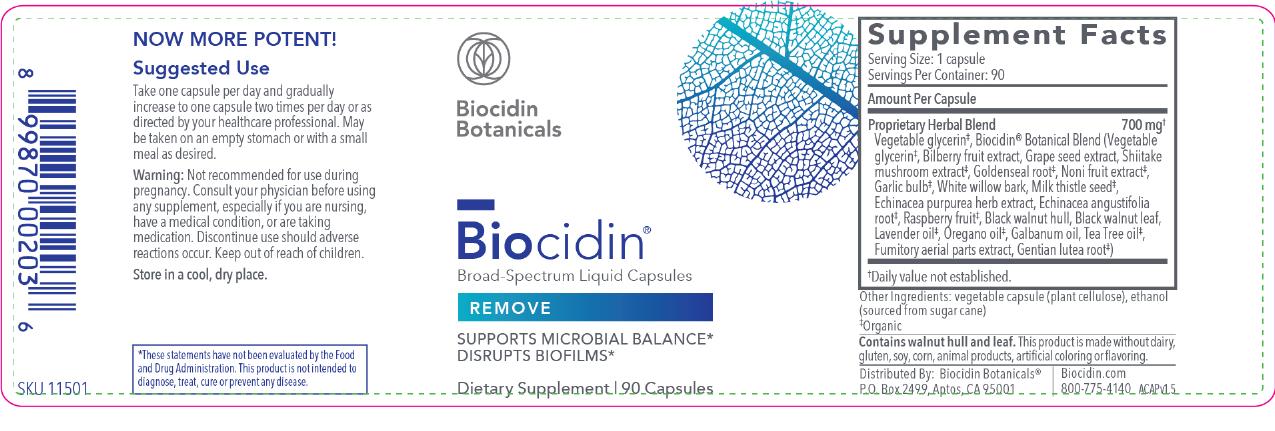 8 99870 00203 6
SKU 11501
NOW MORE POTENT!
Suggested Use
Take one capsule per day and gradually
increase to one capsule two times per day or as
directed by your healthcare professional. May
be taken on an empty stomach or with a small
meal as desired.
Warning: Not recommended for use during
pregnancy. Consult your physician before using
any supplement, especially if you are nursing,
have a medical condition, or are taking
medication. Discontinue use should adverse
reactions occur. Keep out of reach of children.
Store in a cool, dry place.
*These statements have not been evaluated by the Food
and Drug Administration. This product is not intended to
diagnose, treat, cure or prevent any disease.
Biocidin
Botanicals
Biocidin®
Broad-Spectrum Liquid Capsules
REMOVE
SUPPORTS MICROBIAL BALANCE*
DISRUPTS BIOFILMS*
Dietary Supplement | 90 Capsules
Supplement Facts
Serving Size: 1 capsule
Servings Per Container: 90
Amount Per Capsule
Proprietary Herbal Blend 700 mg†
Vegetable glycerin‡, Biocidin® Botanical Blend (Vegetable
glycerin‡, Bilberry fruit extract, Grape seed extract, Shiitake
mushroom extract‡, Goldenseal root‡, Noni fruit extract‡,
Garlic bulb‡, White willow bark, Milk thistle seed‡,
Echinacea purpurea herb extract, Echinacea angustifolia
root‡, Raspberry fruit‡, Black walnut hull, Black walnut leaf,
Lavender oil‡, Oregano oil‡, Galbanum oil, Tea Tree oil‡,
Fumitory aerial parts extract, Gentian lutea root‡)
†Daily value not established.
Other Ingredients: vegetable capsule (plant cellulose), ethanol
(sourced from sugar cane)
‡Organic
Contains walnut hull and leaf. This product is made without dairy,
gluten, soy, corn, animal products, artificial coloring or flavoring.
Distributed By: Biocidin Botanicals®
P.O. Box 2499, Aptos, CA 95001
Biocidin.com
800-775-4140 ACAPv1.5